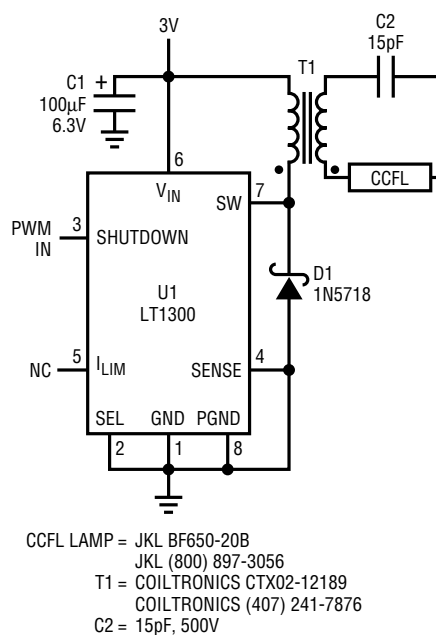 3V
C2
15pF
T1
C1
+
100µF
6.3V
6
VIN
7
SW
CCFL
PWM
IN
3
SHUTDOWN
D1
1N5718
U1
LT1300
NC
5
ILIM
SENSE
4
SEL
GND
PGND
2
1
8
CCFL LAMP = JKL BF650-20B
JKL (800) 897-3056
T1 = COILTRONICS CTX02-12189
COILTRONICS (407) 241-7876
C2 = 15pF, 500V